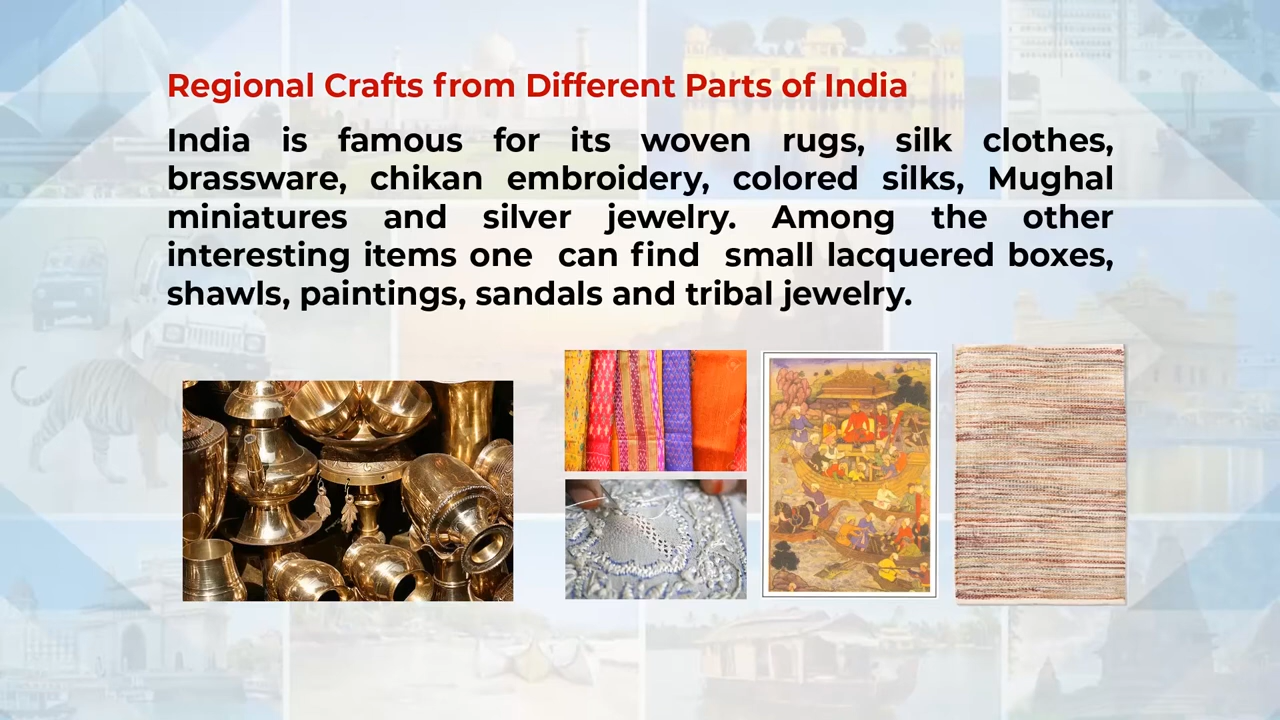 Regional Crafts from Different Parts of India
India is famous for its woven rugs, silk clothes,
brassware, chikan embroidery, colored silks, Mughal
miniatures and silver jewelry. Among the other
interesting items one can find small lacquered boxes,
shawls, paintings, sandals and tribal jewelry.